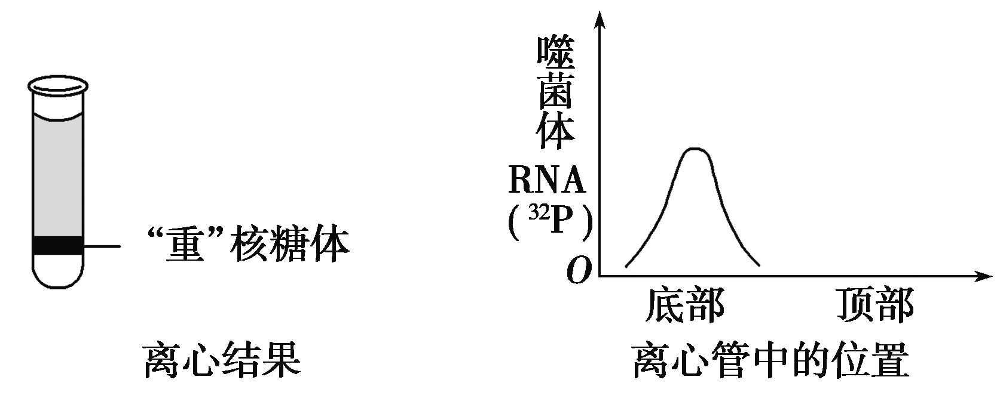 “重”核糖体
离心结果
噬菌体
RNA
(³²P)
O
底部
顶部
离心管中的位置